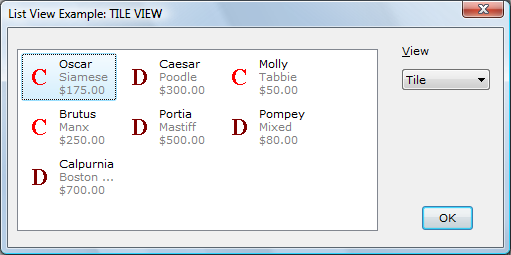 List View Example: TILE VIEW
C
Oscar
Siamese
$175.00
D
Caesar
Poodle
$300.00
C
Molly
Tabbie
$50.00
C
Brutus
Manx
$250.00
D
Portia
Mastiff
$500.00
D
Pompey
Mixed
$80.00
D
Calpurnia
Boston ...
$700.00
View
Tile
OK